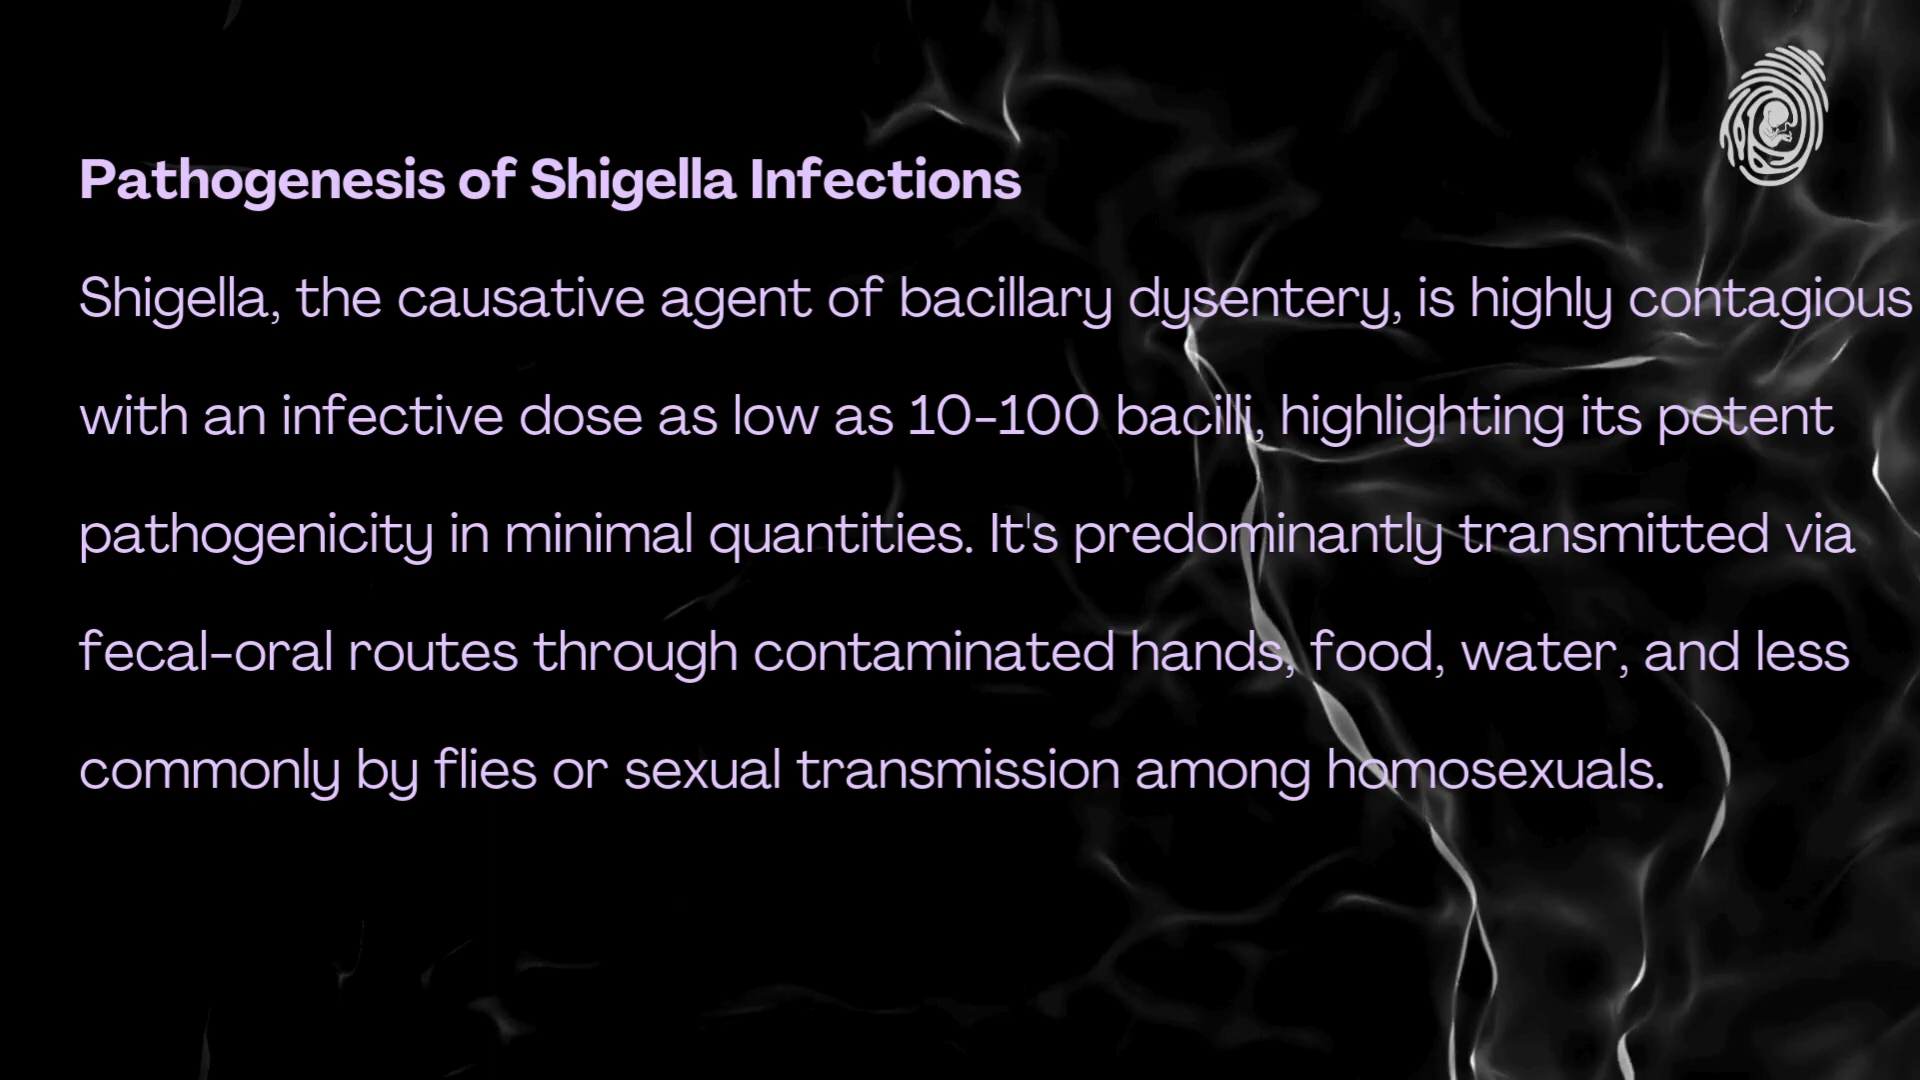 Pathogenesis of Shigella Infections
Shigella, the causative agent of bacillary dysentery, is highly contagious
with an infective dose as low as 10-100 bacilli, highlighting its potent
pathogenicity in minimal quantities. It's predominantly transmitted via
fecal-oral routes through contaminated hands, food, water, and less
commonly by flies or sexual transmission among homosexuals.